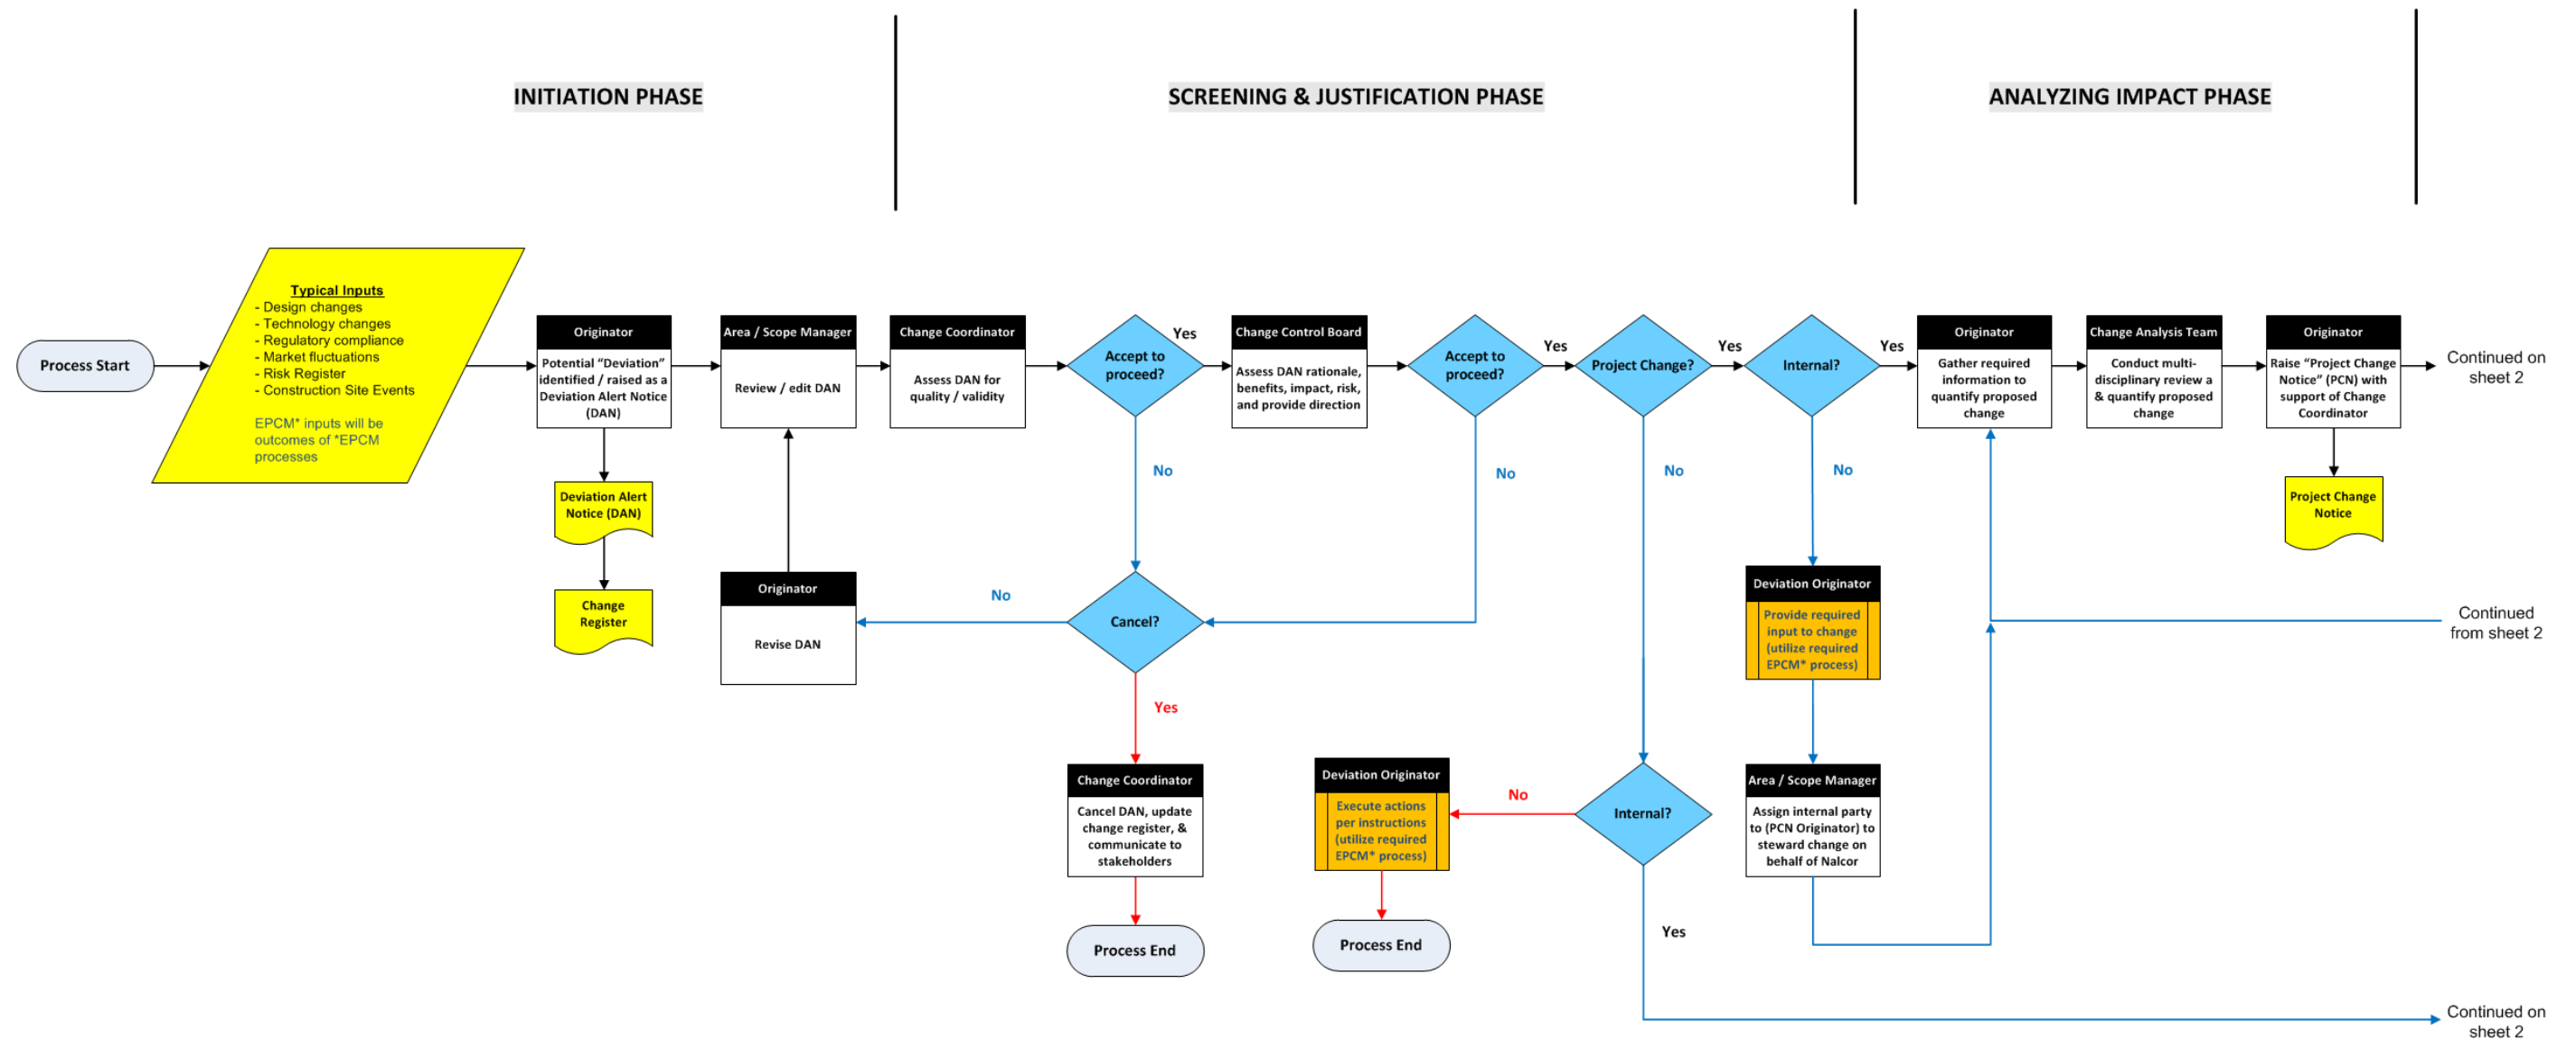 INITIATION PHASE
SCREENING & JUSTIFICATION PHASE
ANALYZING IMPACT PHASE
Process Start
Typical Inputs
- Design changes
- Technology changes
- Regulatory compliance
- Market fluctuations
- Risk Register
- Construction Site Events
EPCM* inputs will be
outcomes of *EPCM
processes
Originator
Potential “Deviation”
identified / raised as a
Deviation Alert Notice
(DAN)
Deviation Alert
Notice (DAN)
Change
Register
Area / Scope Manager
Review / edit DAN
Originator
Revise DAN
Change Coordinator
Assess DAN for
quality / validity
Accept to
proceed?
Yes
No
Cancel?
No
Yes
Change Coordinator
Cancel DAN, update
change register, &
communicate to
stakeholders
Process End
Change Control Board
Assess DAN rationale,
benefits, impact, risk,
and provide direction
Accept to
proceed?
Yes
No
Project Change?
Yes
No
Internal?
No
Yes
Deviation Originator
Execute actions
per instructions
(utilize required
EPCM* process)
Process End
Internal?
Yes
No
Deviation Originator
Provide required
input to change
(utilize required
EPCM* process)
Area / Scope Manager
Assign internal party
to (PCN Originator) to
steward change on
behalf of Nalcor
Originator
Gather required
information to
quantify proposed
change
Change Analysis Team
Conduct multi-
disciplinary review a
& quantify proposed
change
Originator
Raise “Project Change
Notice” (PCN) with
support of Change
Coordinator
Project Change
Notice
Continued on
sheet 2
Continued
from sheet 2
Continued on
sheet 2